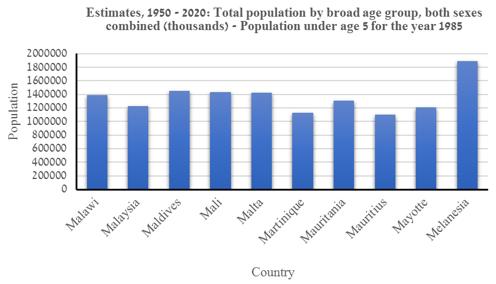 Estimates, 1950 - 2020: Total population by broad age group, both sexes
combined (thousands) - Population under age 5 for the year 1985
Population
2000000
1800000
1600000
1400000
1200000
1000000
800000
600000
400000
200000
0
Malawi
Malaysia
Maldives
Mali
Malta
Martinique
Mauritania
Mauritius
Mayotte
Melanesia
Country